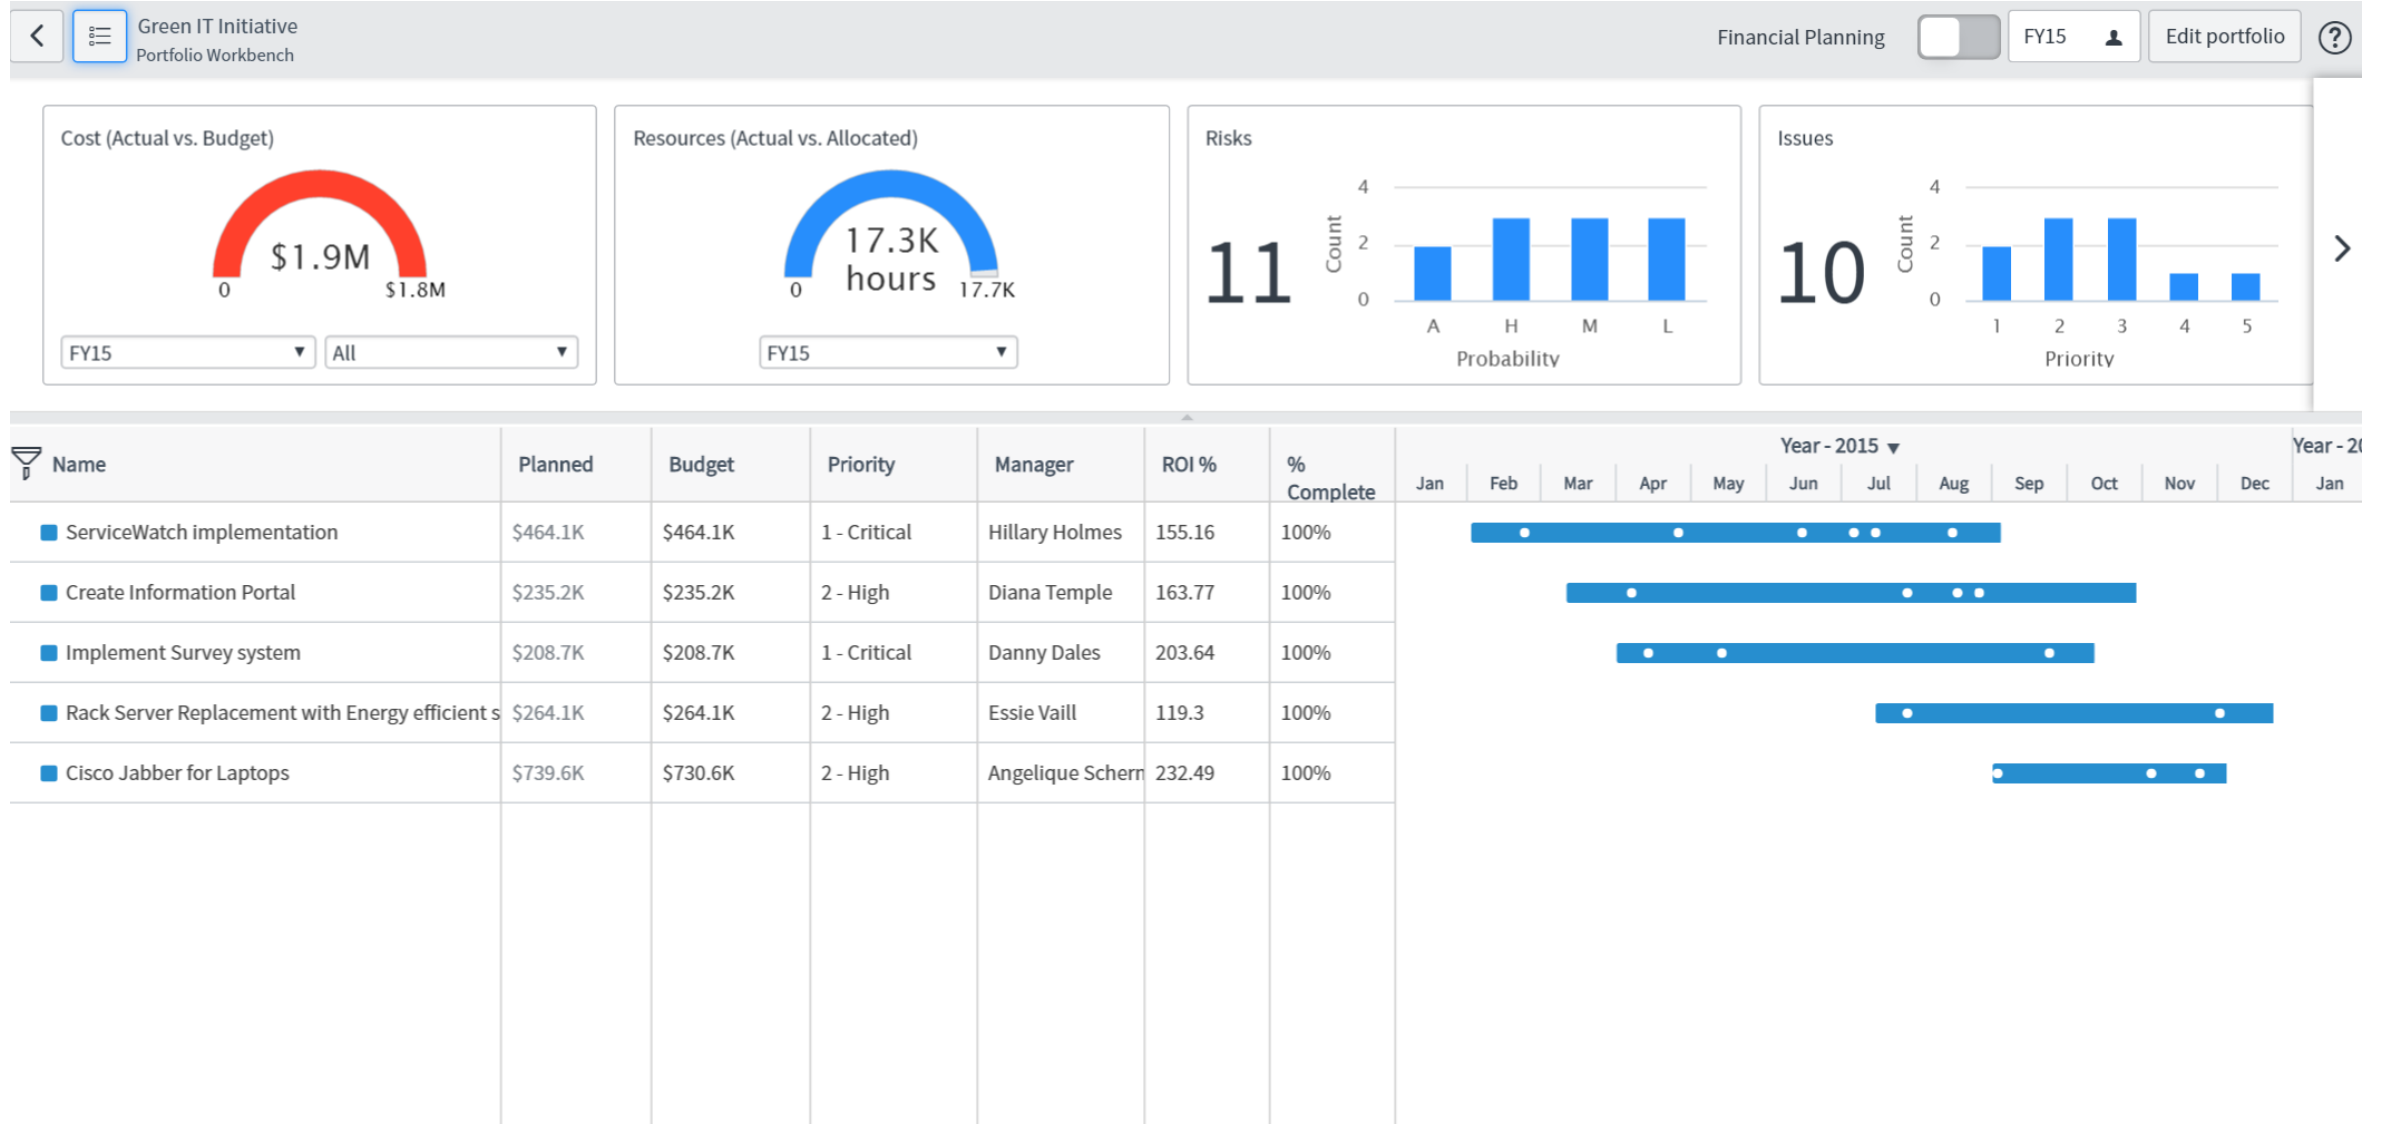 Green IT Initiative
Portfolio Workbench
Financial Planning
FY15
Edit portfolio
?
Cost (Actual vs. Budget)
$1.9M
0
$1.8M
FY15
All
Resources (Actual vs. Allocated)
17.3K
hours
0
17.7K
FY15
Risks
11
Count
4
2
0
A H M L
Probability
Issues
10
Count
4
2
0
1 2 3 4 5
Priority
Name Planned Budget Priority Manager ROI % % Complete
Year - 2015 Year - 20
Jan Feb Mar Apr May Jun Jul Aug Sep Oct Nov Dec Jan
ServiceWatch implementation $464.1K $464.1K 1 - Critical Hillary Holmes 155.16 100%
Create Information Portal $235.2K $235.2K 2 - High Diana Temple 163.77 100%
Implement Survey system $208.7K $208.7K 1 - Critical Danny Dales 203.64 100%
Rack Server Replacement with Energy efficient s $264.1K $264.1K 2 - High Essie Vaill 119.3 100%
Cisco Jabber for Laptops $739.6K $730.6K 2 - High Angelique Schern 232.49 100%